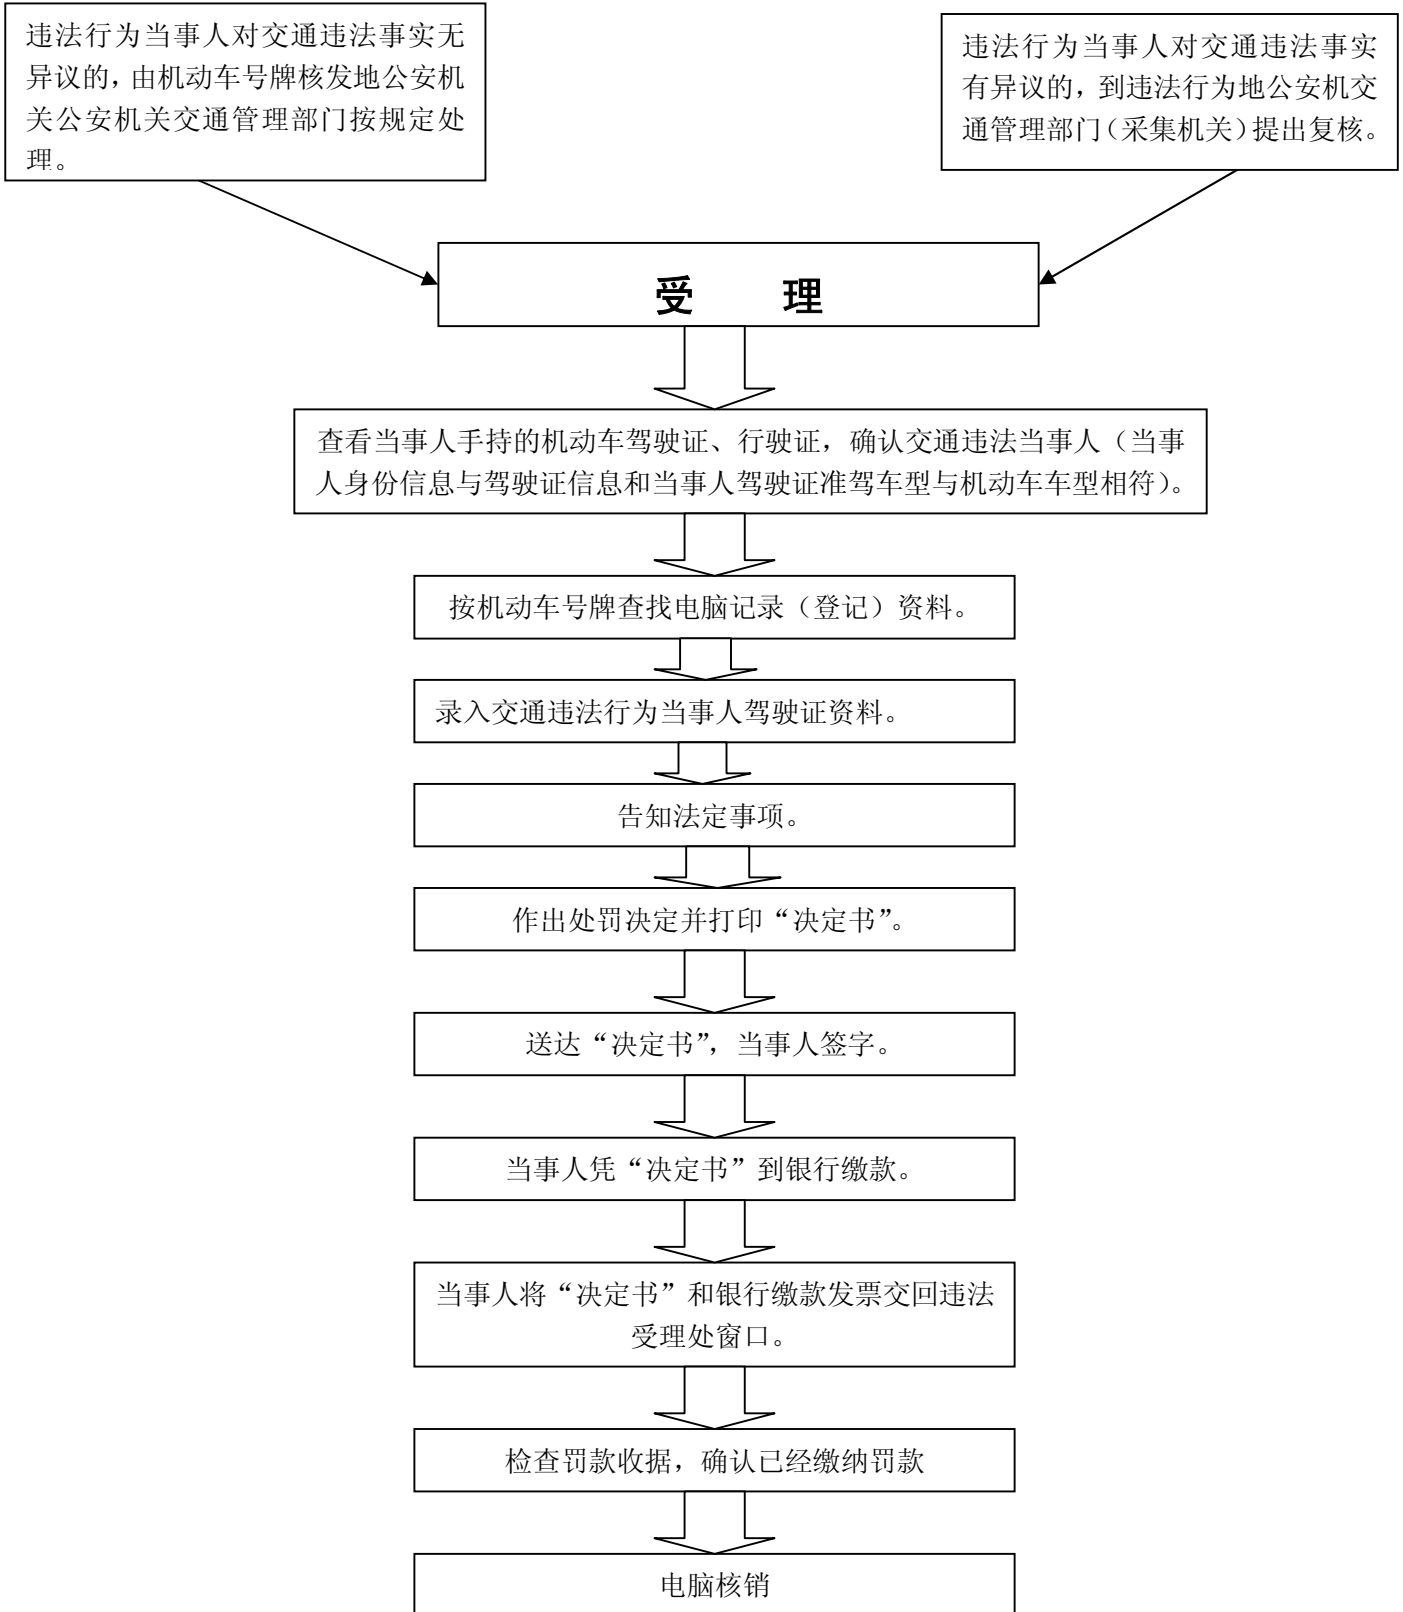 违法行为当事人对交通违法事实无
异议的，由机动车号牌核发地公安机
关公安机关交通管理部门按规定处
理。
违法行为当事人对交通违法事实
有异议的，到违法行为地公安机交
通管理部门（采集机关）提出复核。
受 理
查看当事人手持的机动车驾驶证、行驶证，确认交通违法当事人（当事
人身份信息与驾驶证信息和当事人驾驶证准驾车型与机动车车型相符）。
按机动车号牌查找电脑记录（登记）资料。
录入交通违法行为当事人驾驶证资料。
告知法定事项。
作出处罚决定并打印“决定书”。
送达“决定书”，当事人签字。
当事人凭“决定书”到银行缴款。
当事人将“决定书”和银行缴款发票交回违法
受理处窗口。
检查罚款收据，确认已经缴纳罚款
电脑核销